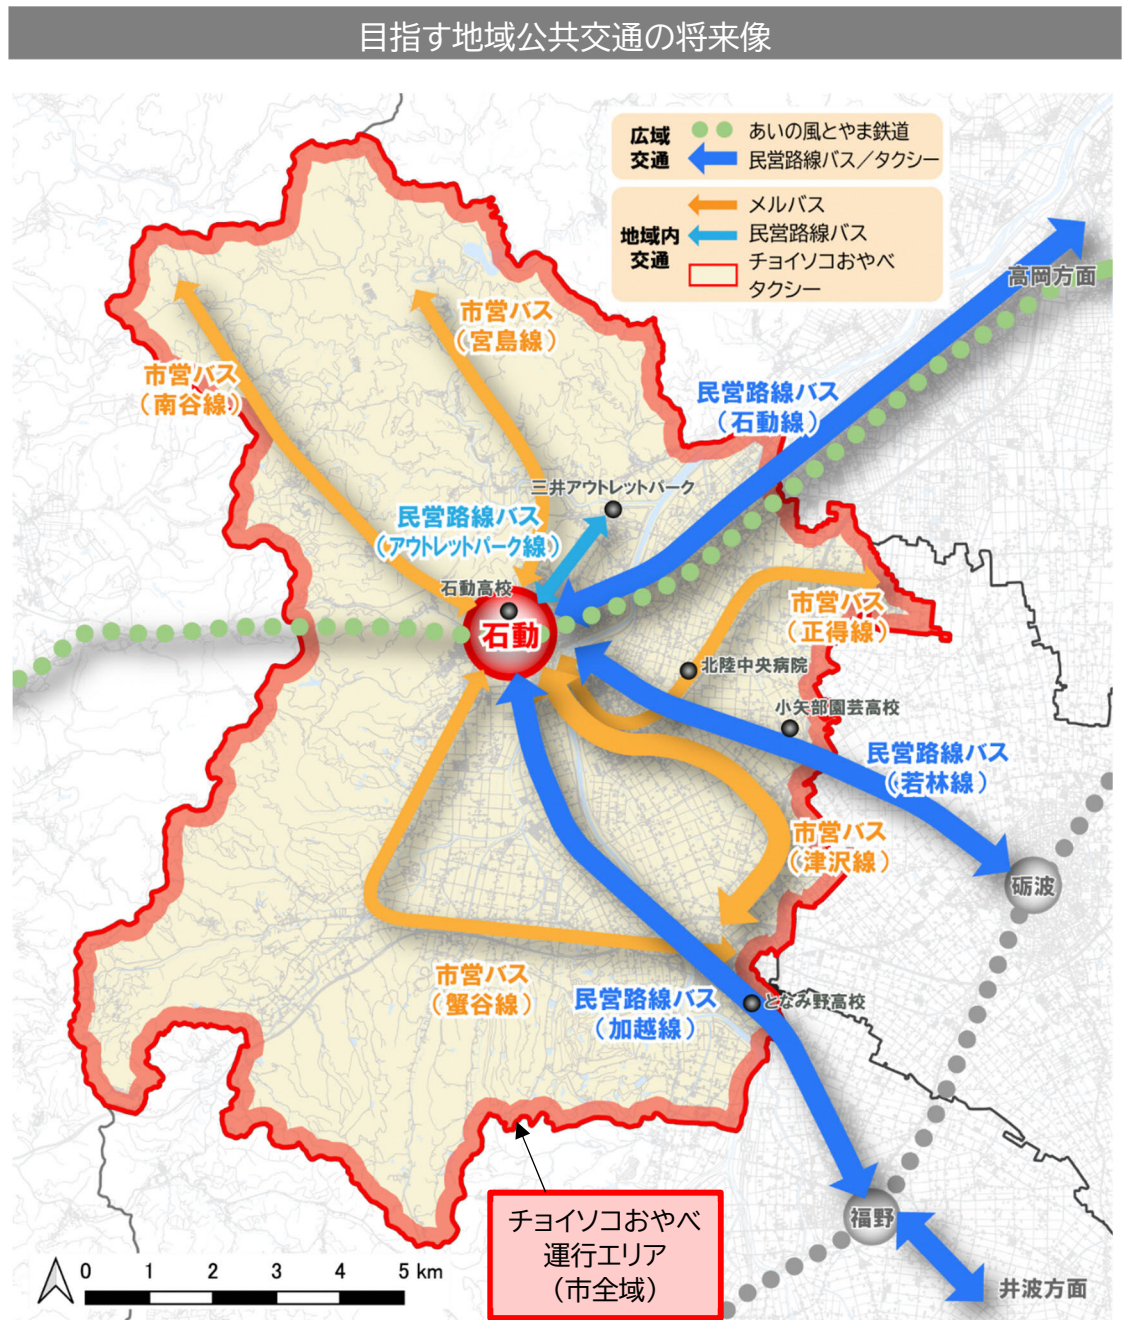 目指す地域公共交通の将来像
広域
交通
あいの風とやま鉄道
民営路線バス／タクシー
地域内
交通
メルバス
民営路線バス
チョイソコおやべ
タクシー
高岡方面
市営バス
（宮島線）
市営バス
（南谷線）
民営路線バス
（石動線）
三井アウトレットパーク
民営路線バス
（アウトレットパーク線）
石動高校
石動
市営バス
（正得線）
北陸中央病院
小矢部園芸高校
民営路線バス
（若林線）
市営バス
（津沢線）
砺波
市営バス
（蟹谷線）
民営路線バス
（加越線）
となみ野高校
チョイソコおやべ
運行エリア
（市全域）
福野
井波方面
0 1 2 3 4 5 km